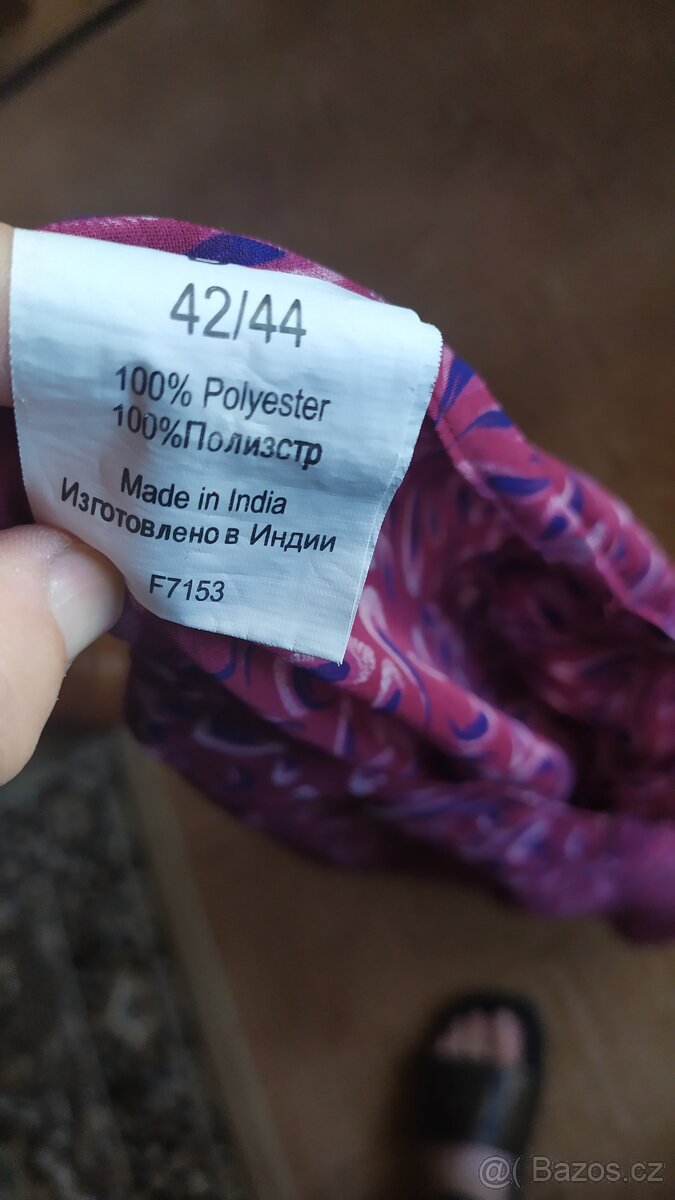 42/44
100% Polyester
100%Полизстр
Made in India
Изготовлено в Индии
F7153
@( Bazos.cz